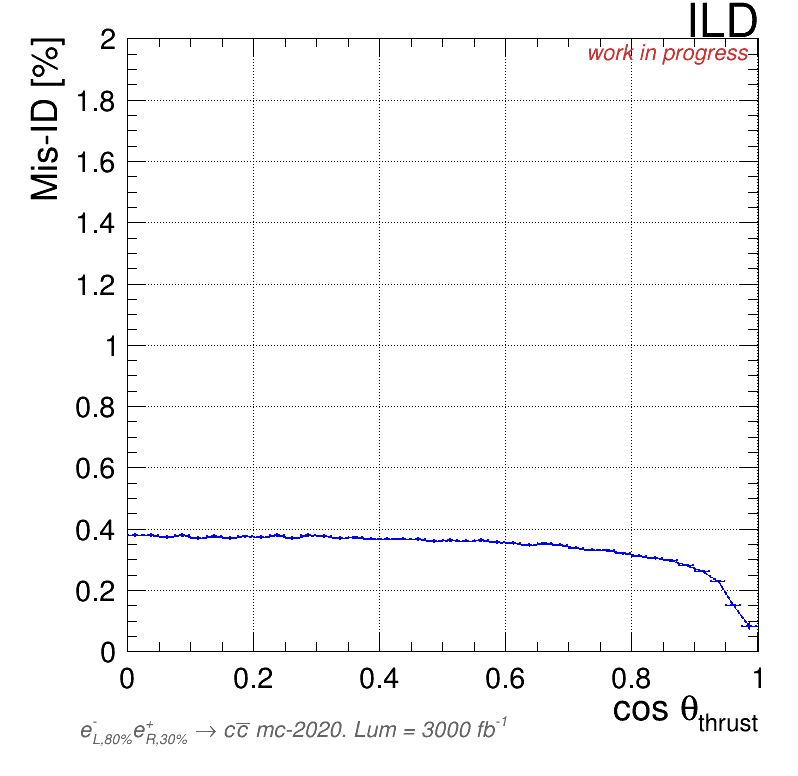 ILD
work in progress
Mis-ID [%]
2
1.8
1.6
1.4
1.2
1
0.8
0.6
0.4
0.2
0
0 0.2 0.4 0.6 0.8 1
cos θthrust
e-L,80%e+R,30% → cc̅ mc-2020. Lum = 3000 fb-1